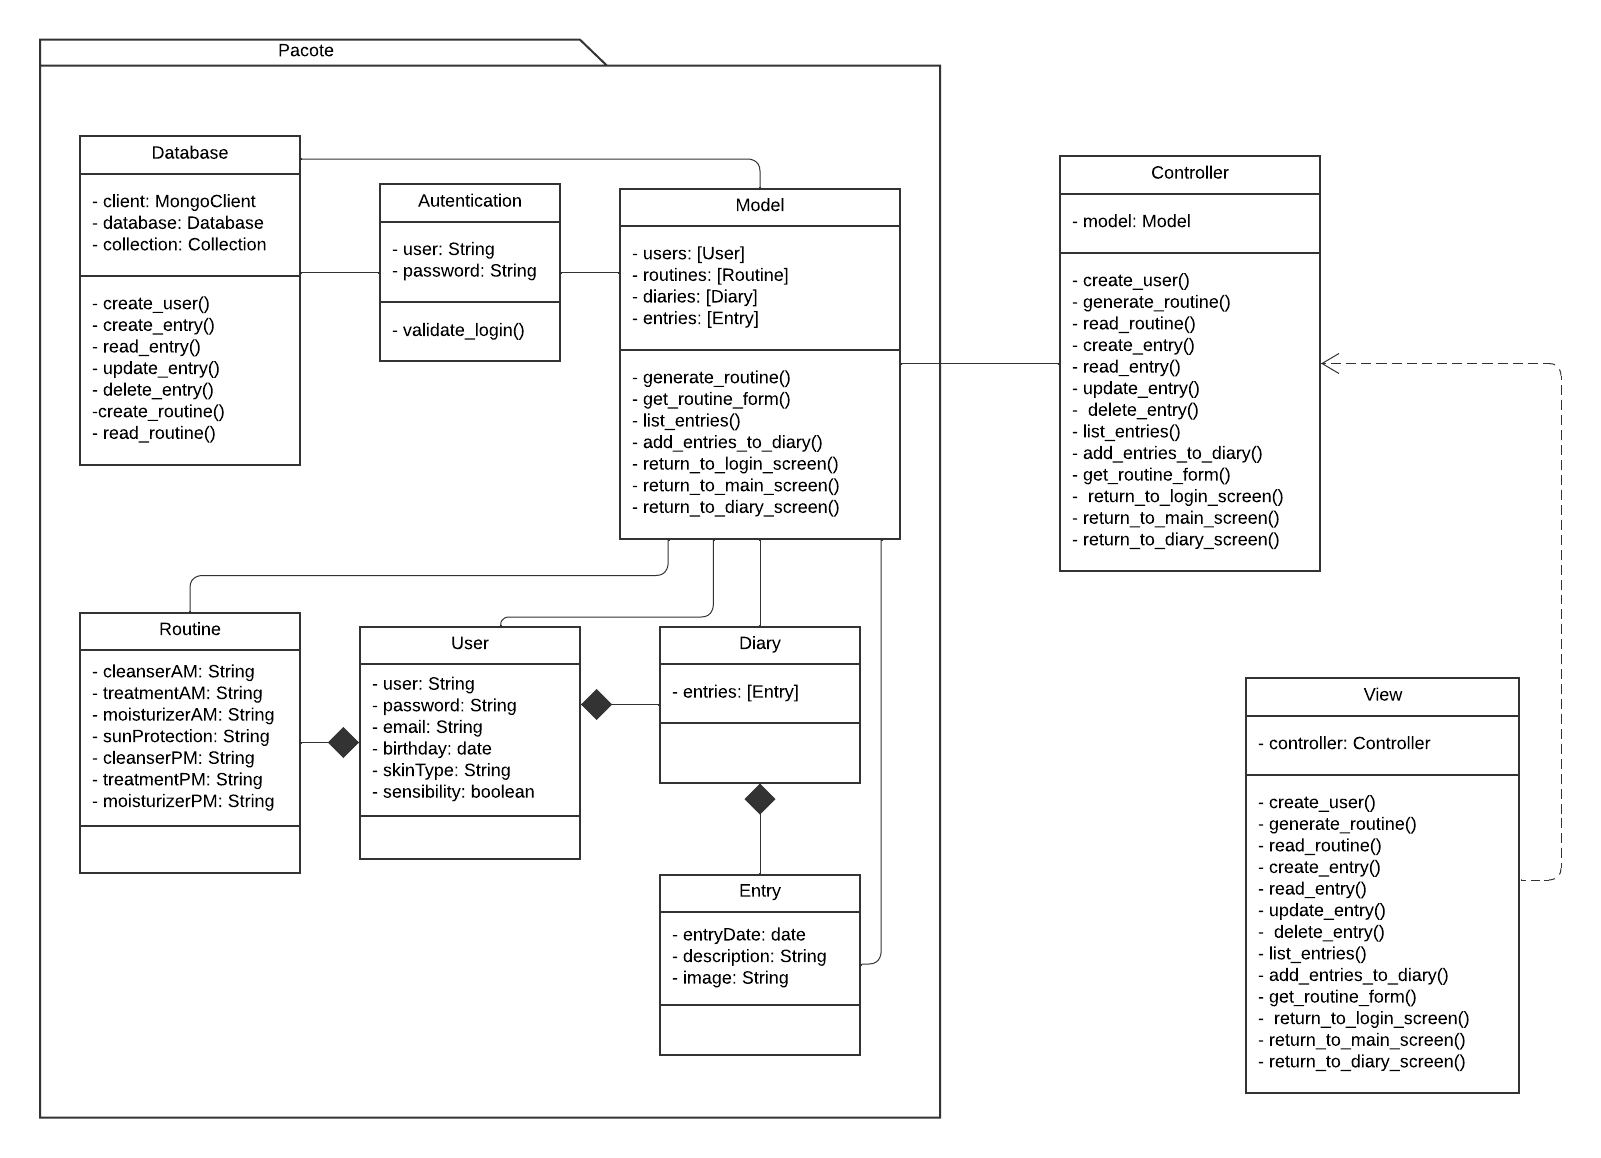 Pacote
Database
- client: MongoClient
- database: Database
- collection: Collection
- create_user()
- create_entry()
- read_entry()
- update_entry()
- delete_entry()
-create_routine()
- read_routine()
Autentication
- user: String
- password: String
- validate_login()
Model
- users: [User]
- routines: [Routine]
- diaries: [Diary]
- entries: [Entry]
- generate_routine()
- get_routine_form()
- list_entries()
- add_entries_to_diary()
- return_to_login_screen()
- return_to_main_screen()
- return_to_diary_screen()
Controller
- model: Model
- create_user()
- generate_routine()
- read_routine()
- create_entry()
- read_entry()
- update_entry()
-  delete_entry()
- list_entries()
- add_entries_to_diary()
- get_routine_form()
-  return_to_login_screen()
- return_to_main_screen()
- return_to_diary_screen()
Routine
- cleanserAM: String
- treatmentAM: String
- moisturizerAM: String
- sunProtection: String
- cleanserPM: String
- treatmentPM: String
- moisturizerPM: String
User
- user: String
- password: String
- email: String
- birthday: date
- skinType: String
- sensibility: boolean
Diary
- entries: [Entry]
Entry
- entryDate: date
- description: String
- image: String
View
- controller: Controller
- create_user()
- generate_routine()
- read_routine()
- create_entry()
- read_entry()
- update_entry()
-  delete_entry()
- list_entries()
- add_entries_to_diary()
- get_routine_form()
-  return_to_login_screen()
- return_to_main_screen()
- return_to_diary_screen()